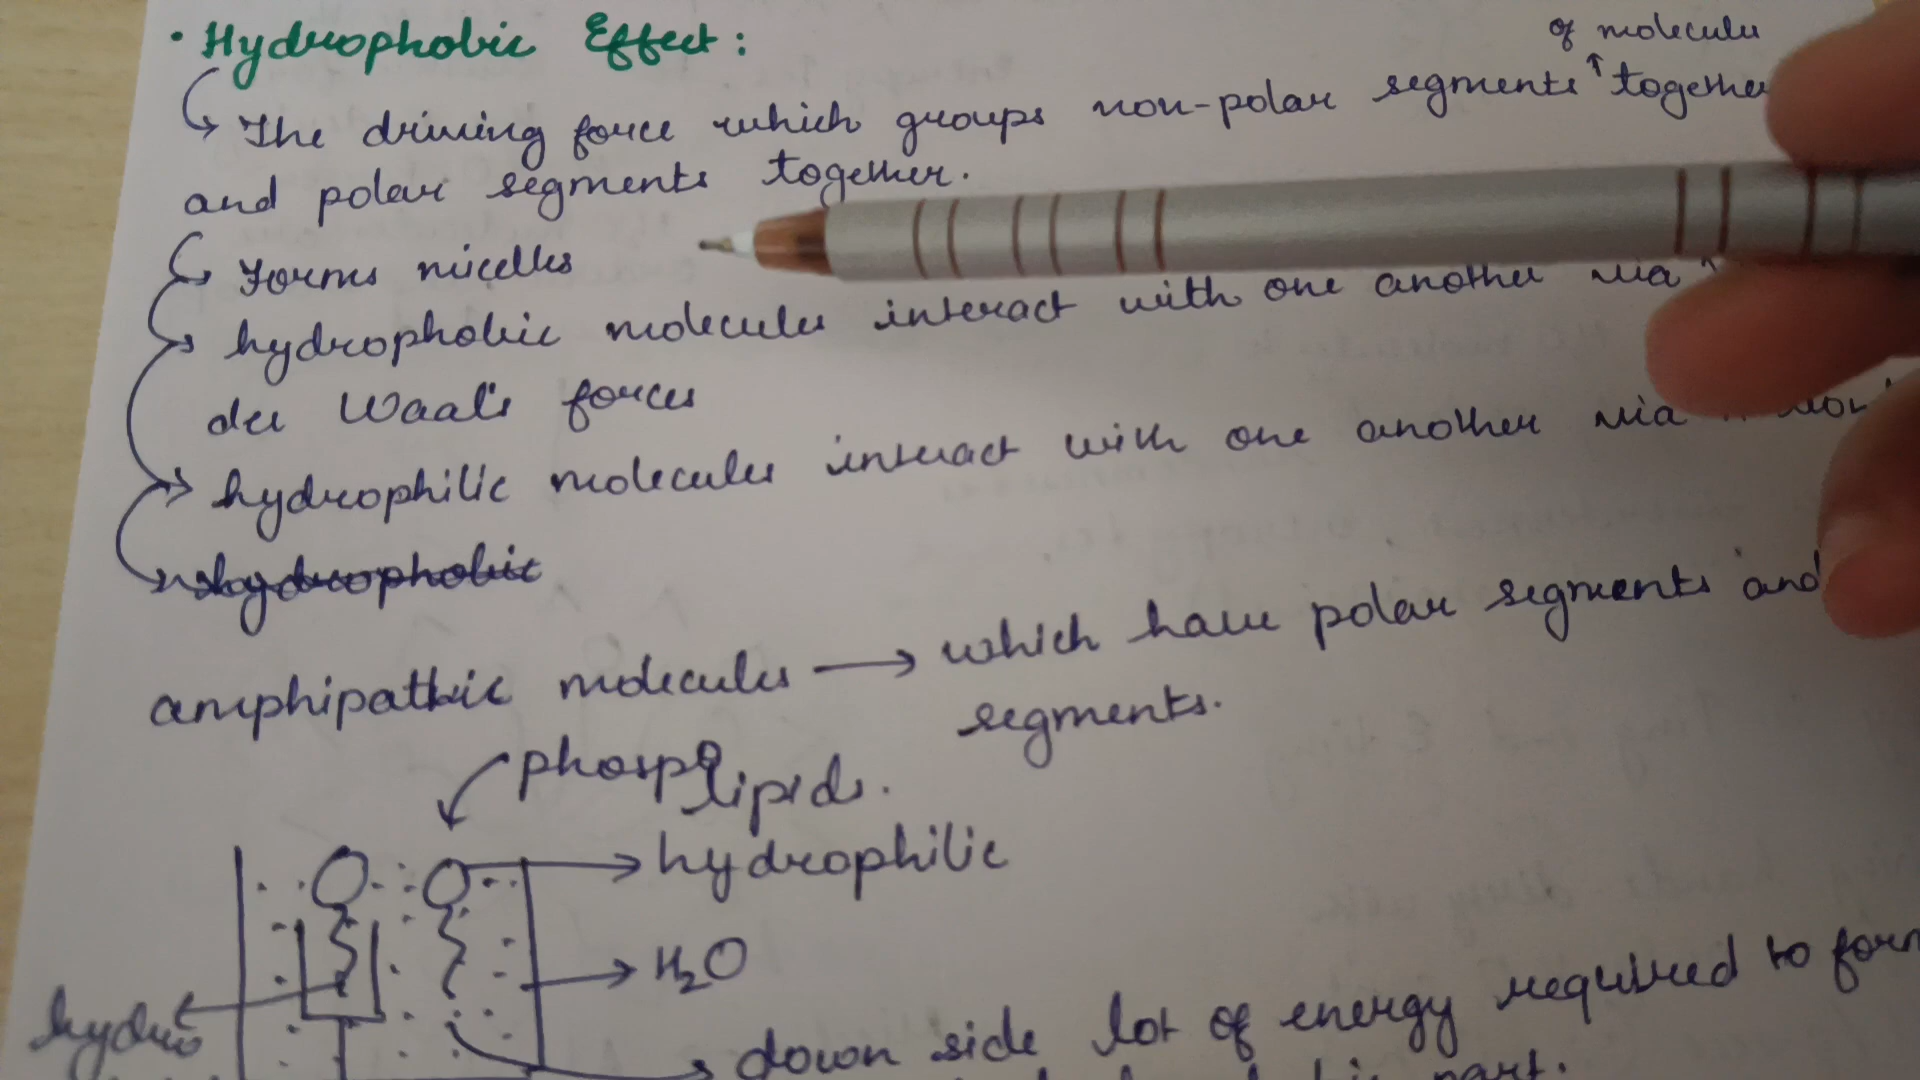 • Hydrophobic Effect :
of molecules
The driving force which groups non-polar segments ↑ together
and polar segments together.
Forms micelles
hydrophobic molecules interact with one another via
der Waal's forces
hydrophilic molecules interact with one another via
hydrophobic
amphipathic molecules → which have polar segments and
segments.
phospolipids.
hydrophilic
H₂O
hydro
down side lot of energy required to form
part.